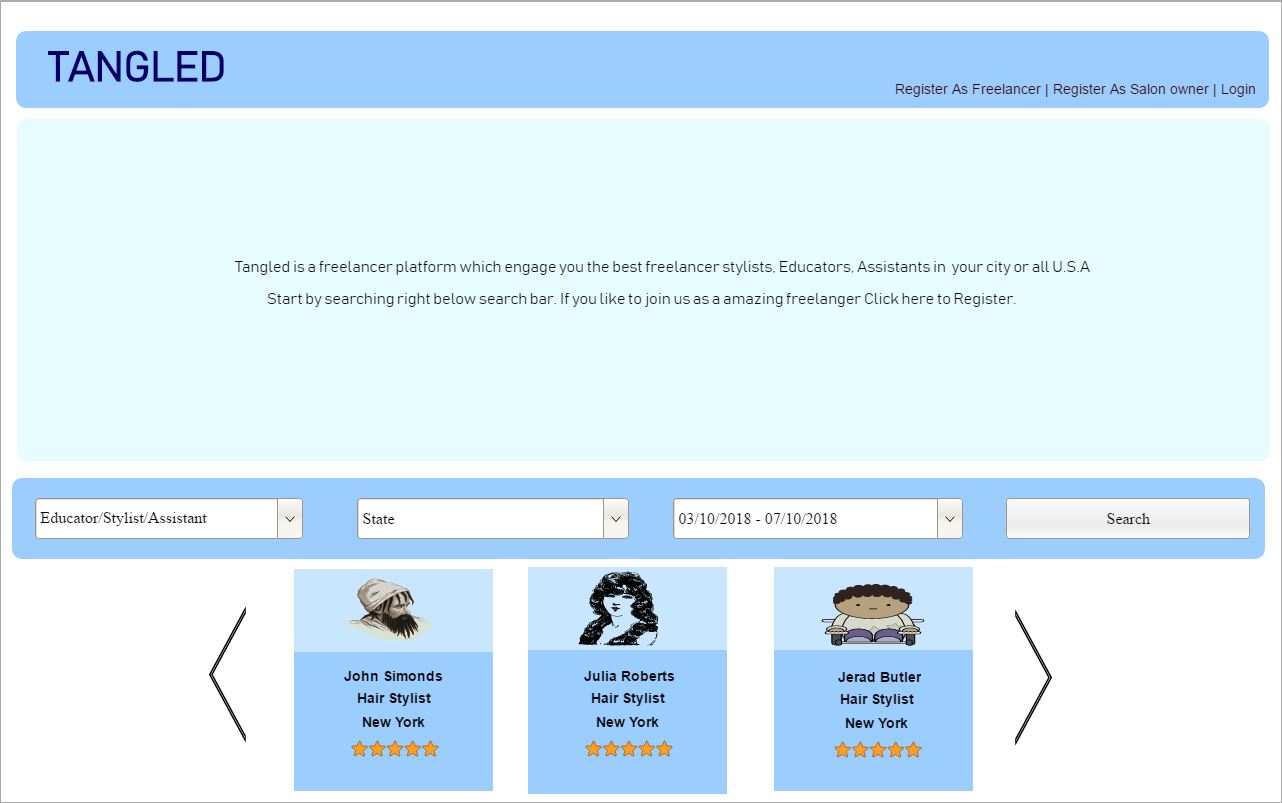 TANGLED
Register As Freelancer | Register As Salon owner | Login
Tangled is a freelancer platform which engage you the best freelancer stylists, Educators, Assistants in your city or all U.S.A
Start by searching right below search bar. If you like to join us as a amazing freelanger Click here to Register.
Educator/Stylist/Assistant
State
03/10/2018 - 07/10/2018
Search
John Simonds
Hair Stylist
New York
Julia Roberts
Hair Stylist
New York
Jerad Butler
Hair Stylist
New York